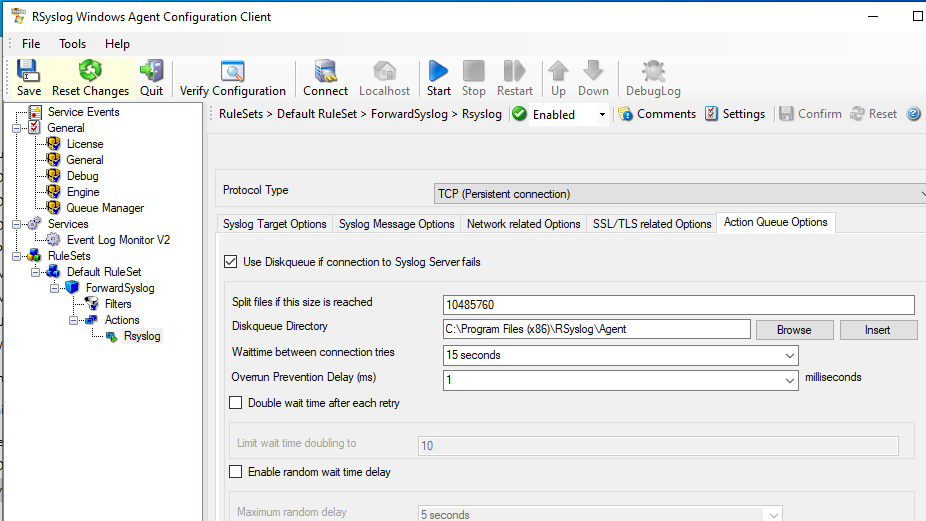 RSyslog Windows Agent Configuration Client
File Tools Help
Save Reset Changes Quit Verify Configuration Connect Localhost Start Stop Restart Up Down DebugLog
Service Events
General
License
General
Debug
Engine
Queue Manager
Services
Event Log Monitor V2
RuleSets
Default RuleSet
ForwardSyslog
Filters
Actions
Rsyslog
RuleSets > Default RuleSet > ForwardSyslog > Rsyslog Enabled Comments Settings Confirm Reset
Protocol Type TCP (Persistent connection)
Syslog Target Options Syslog Message Options Network related Options SSL/TLS related Options Action Queue Options
Use Diskqueue if connection to Syslog Server fails
Split files if this size is reached 10485760
Diskqueue Directory C:\Program Files (x86)\RSyslog\Agent Browse Insert
Waittime between connection tries 15 seconds
Overrun Prevention Delay (ms) 1 milliseconds
Double wait time after each retry
Limit wait time doubling to 10
Enable random wait time delay
Maximum random delay 5 seconds